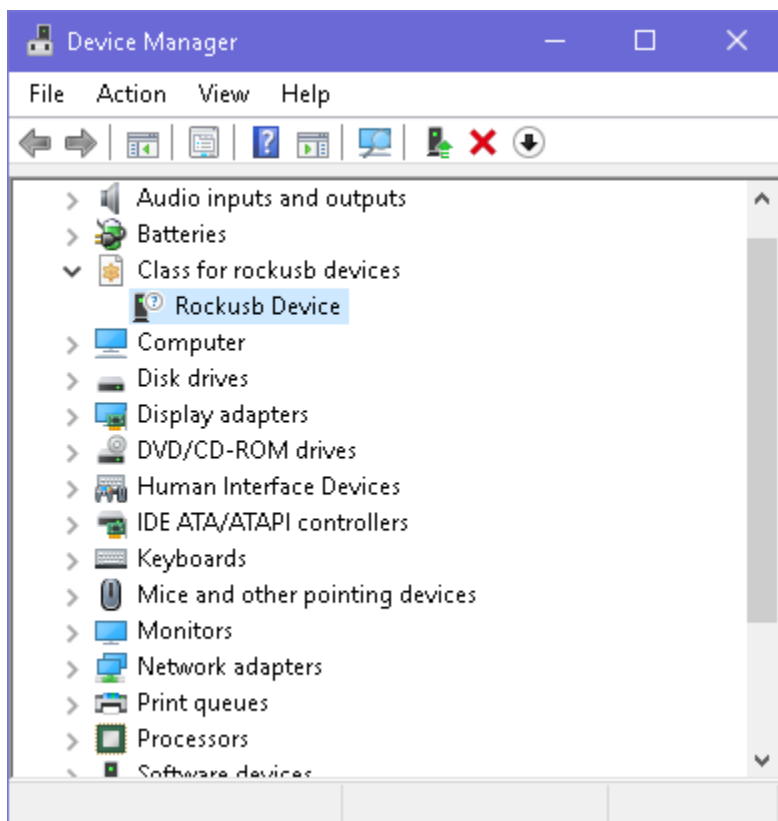 Device Manager
File Action View Help
Audio inputs and outputs
Batteries
Class for rockusb devices
Rockusb Device
Computer
Disk drives
Display adapters
DVD/CD-ROM drives
Human Interface Devices
IDE ATA/ATAPI controllers
Keyboards
Mice and other pointing devices
Monitors
Network adapters
Print queues
Processors
Software devices